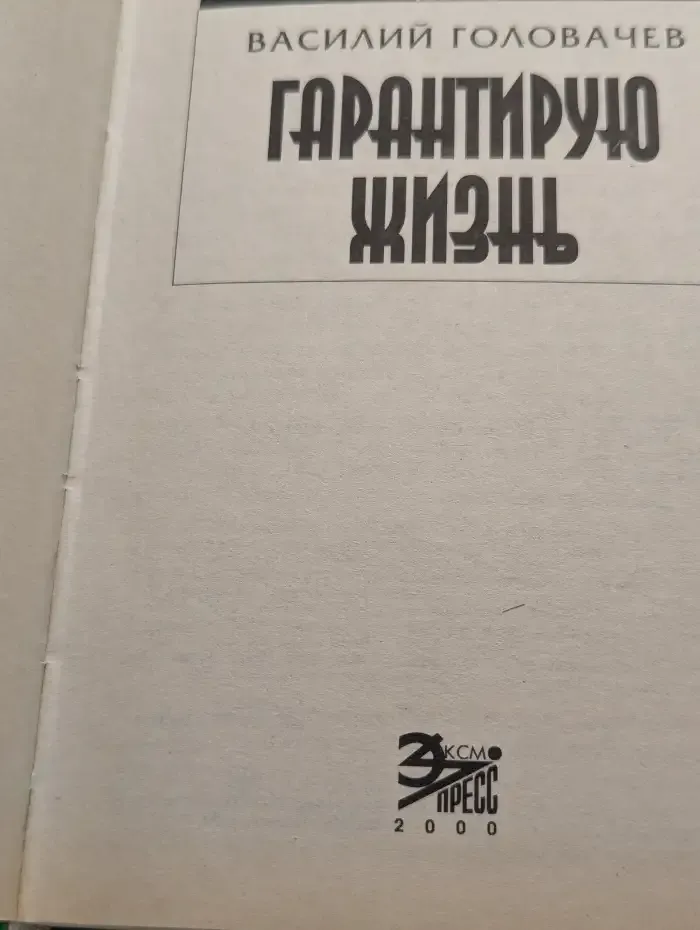 ВАСИЛИЙ ГОЛОВАЧЕВ
ГАРАНТИРУЮ
ЖИЗНЬ
ЭКСМО
ПРЕСС
2000